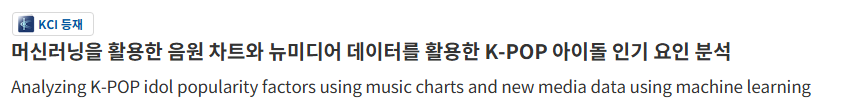 KCI 등재
머신러닝을 활용한 음원 차트와 뉴미디어 데이터를 활용한 K-POP 아이돌 인기 요인 분석
Analyzing K-POP idol popularity factors using music charts and new media data using machine learning